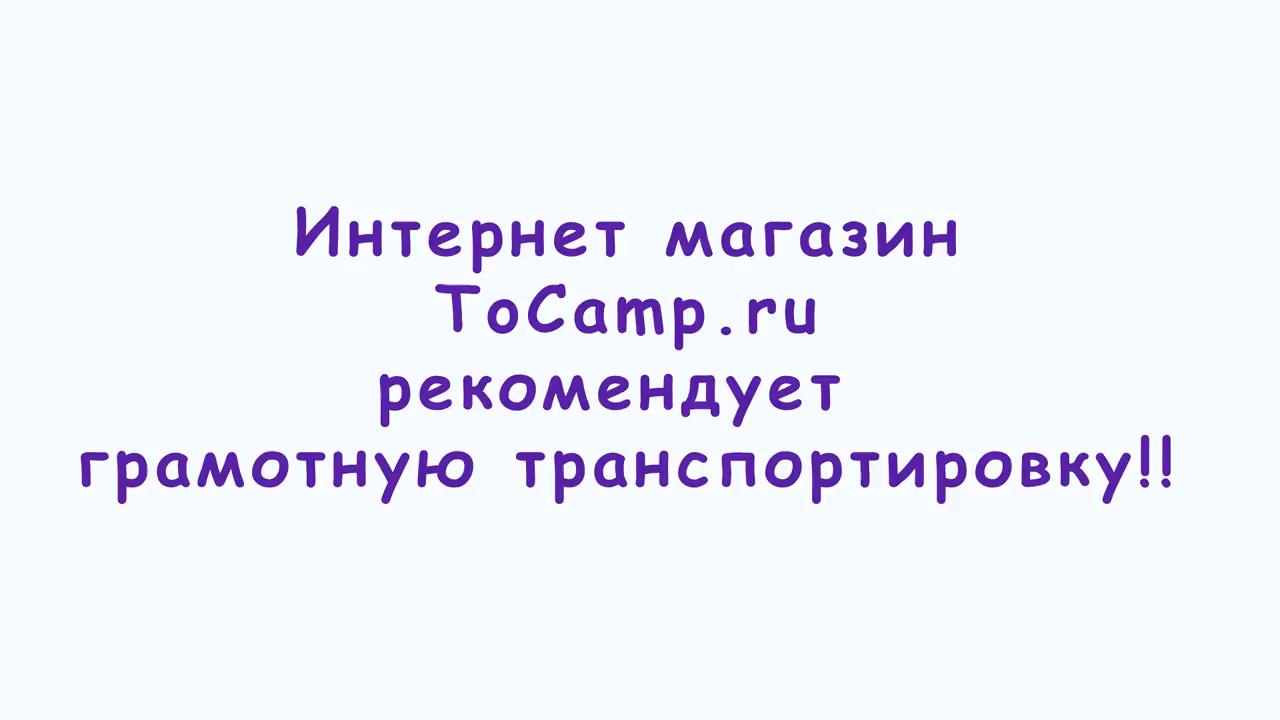 Интернет магазин
ToCamp.ru
рекомендует
грамотную транспортировку!!